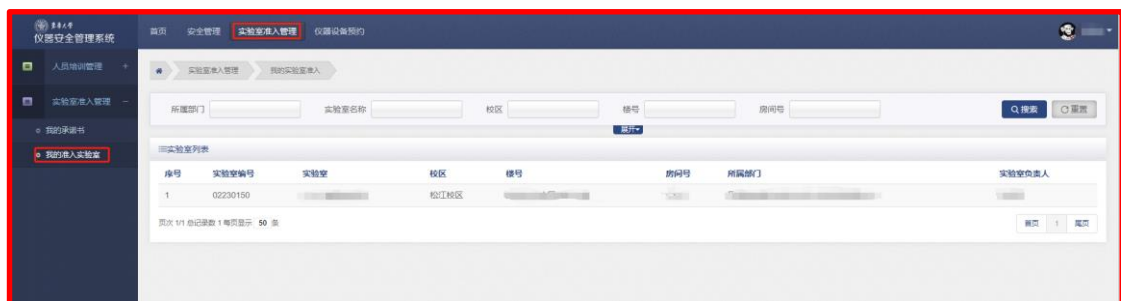 仪器安全管理系统
首页 安全管理 实验室准入管理 仪器设备预约
人员培训管理 +
实验室准入管理 -
我的承诺书
我的准入实验室
实验室准入管理 我的实验室准入
所属部门 实验室名称 校区 楼号 房间号 搜索 重置
展开
实验室列表
序号 实验室编号 实验室 校区 楼号 房间号 所属部门 实验室负责人
1 02230150 松江校区
页次 1/1 总记录数 1 每页显示 50 条
首页 1 尾页